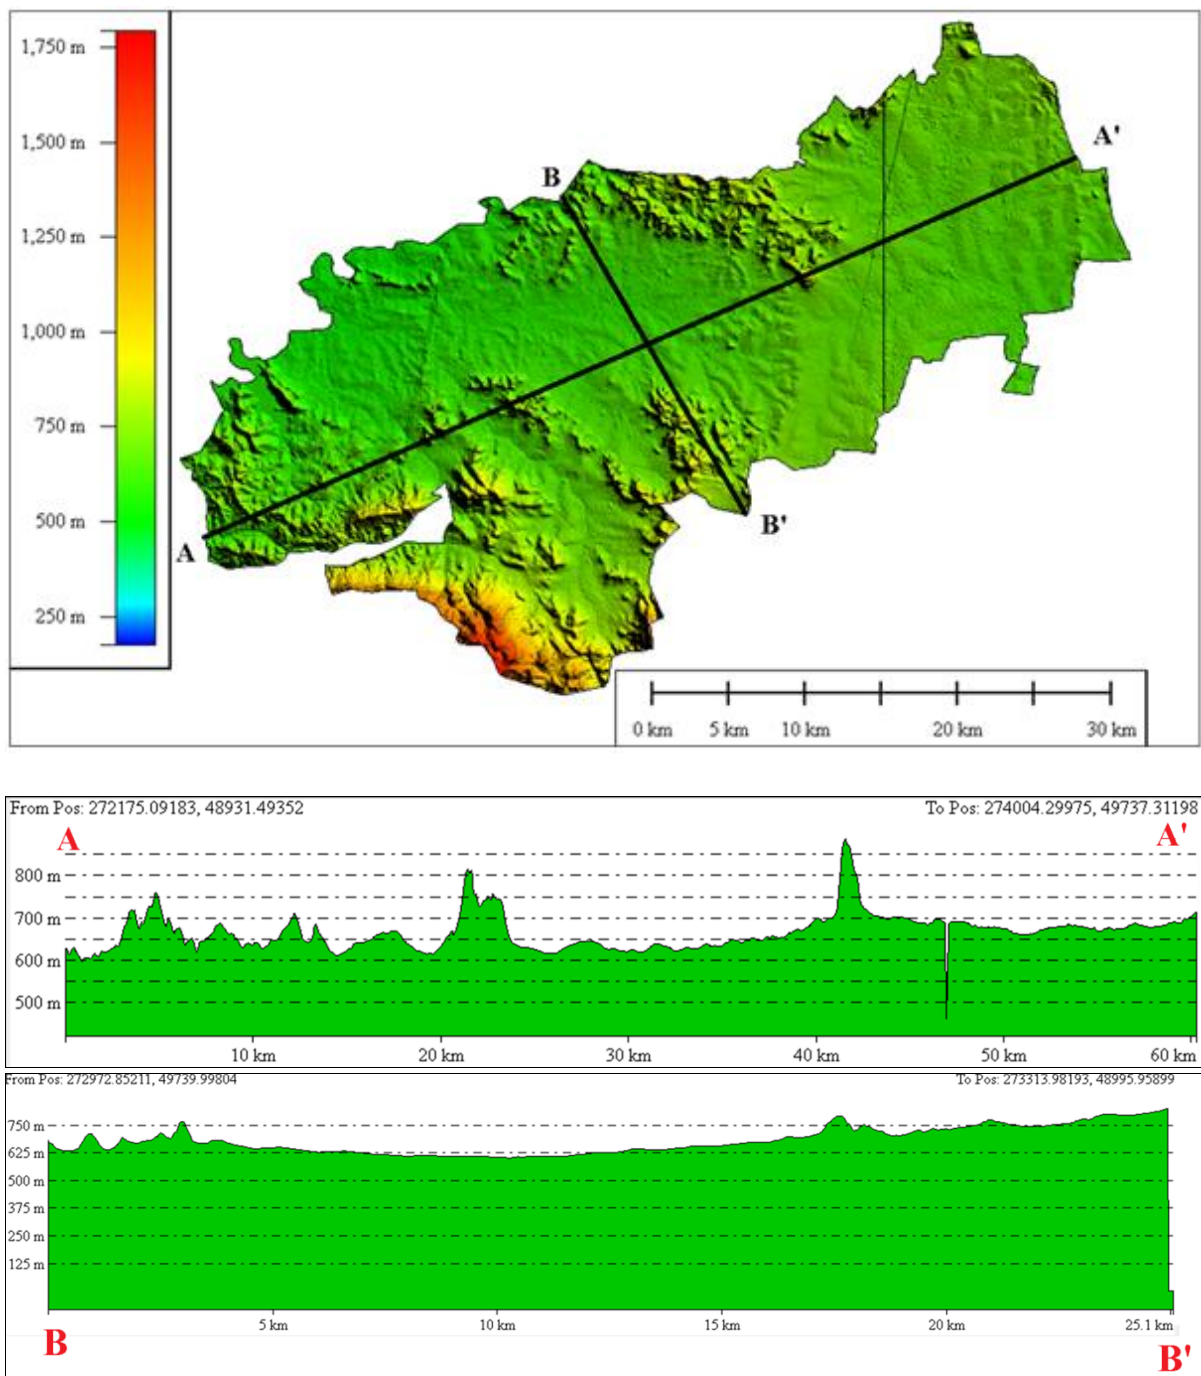 1,750 m
1,500 m
1,250 m
1,000 m
750 m
500 m
250 m
A'
B
A
B'
0 km 5 km 10 km 20 km 30 km
From Pos: 272175.09183, 48931.49352 To Pos: 274004.29975, 49737.31198
A A'
800 m
700 m
600 m
500 m
10 km 20 km 30 km 40 km 50 km 60 km
From Pos: 272972.85211, 49739.99804 To Pos: 273313.98193, 48995.95899
750 m
625 m
500 m
375 m
250 m
125 m
5 km 10 km 15 km 20 km 25.1 km
B B'